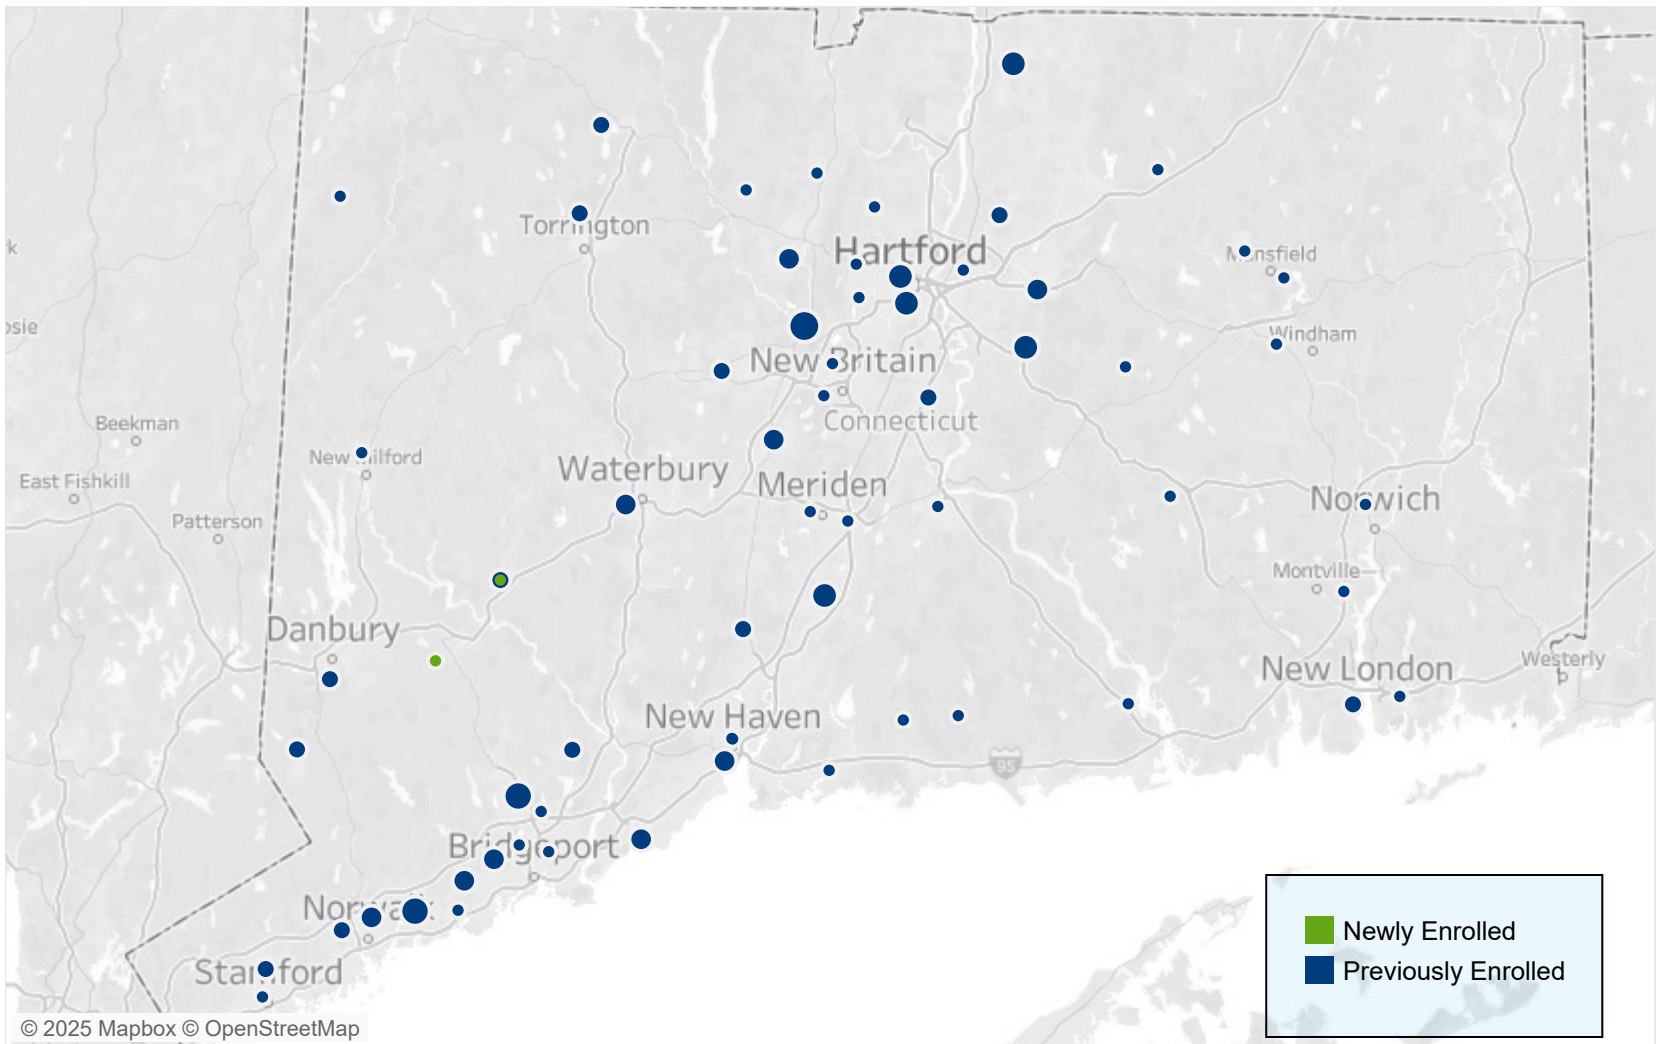 Torrington
Hartford
Mansfield
New Britain
Windham
Connecticut
Beekman
New Milford
East Fishkill
Waterbury
Meriden
Norwich
Patterson
Montville
Danbury
New London
Westerly
New Haven
95
Bridgeport
Norwalk
Stamford
Newly Enrolled
Previously Enrolled
© 2025 Mapbox © OpenStreetMap